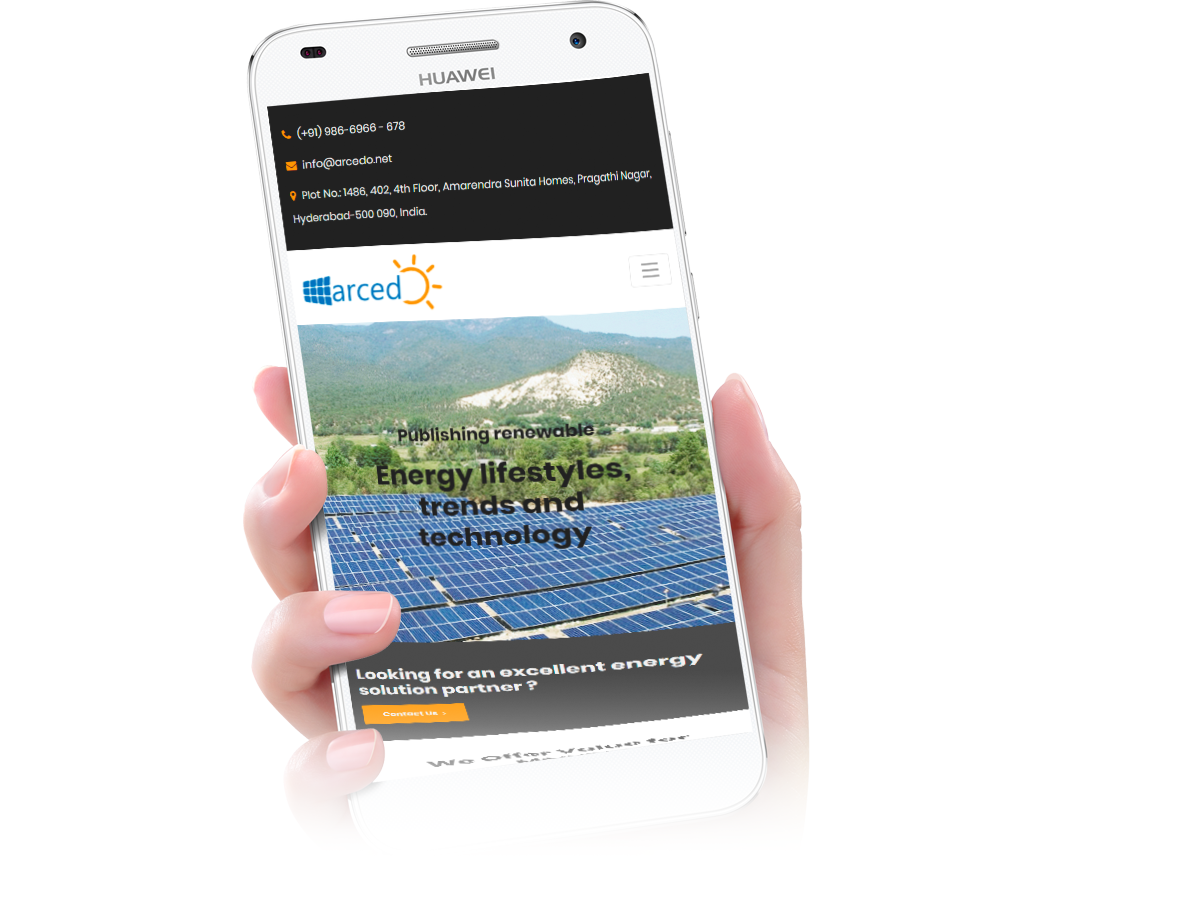 HUAWEI
(+91) 986-6966 - 678
info@arcedo.net
Plot No.: 1486, 402, 4th Floor, Amarendra Sunita Homes, Pragathi Nagar,
Hyderabad-500 090, India.
arced
Publishing renewable
Energy lifestyles,
trends and
technology
Looking for an excellent energy
solution partner ?
Contact Us >
We Offer Value for